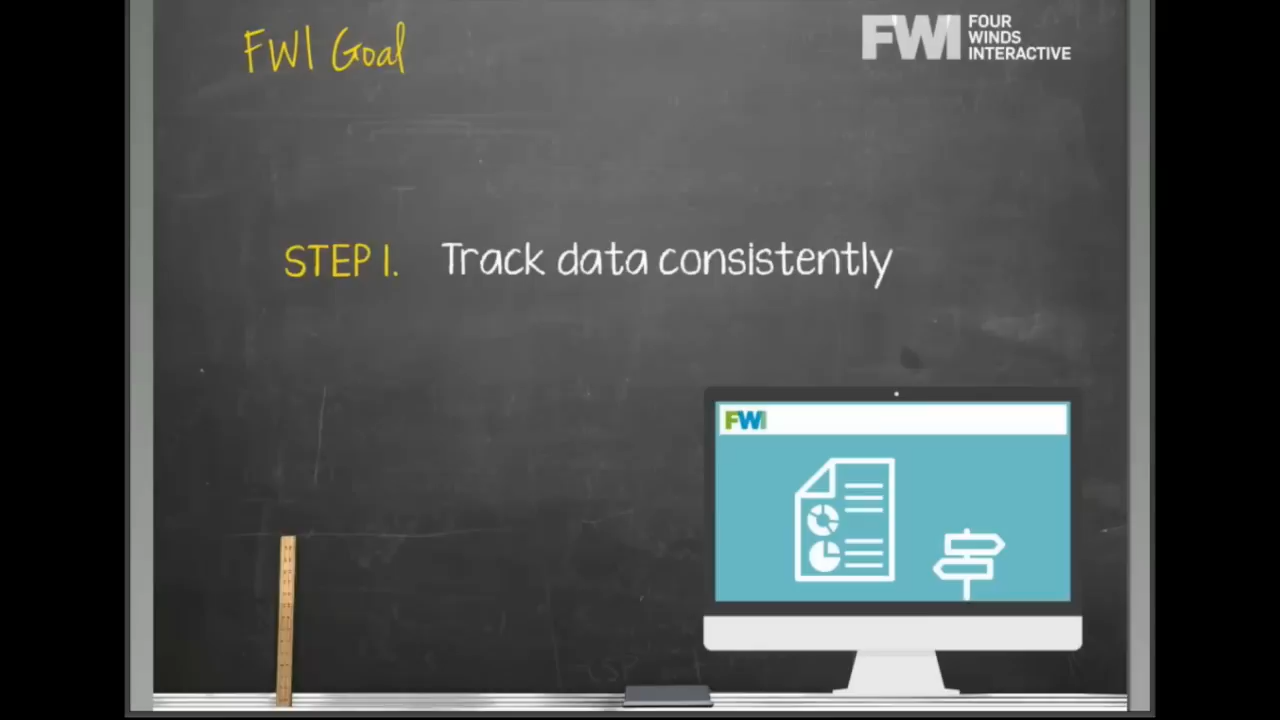 FWI Goal
FWI FOUR
WINDS
INTERACTIVE
STEP 1. Track data consistently
FWI